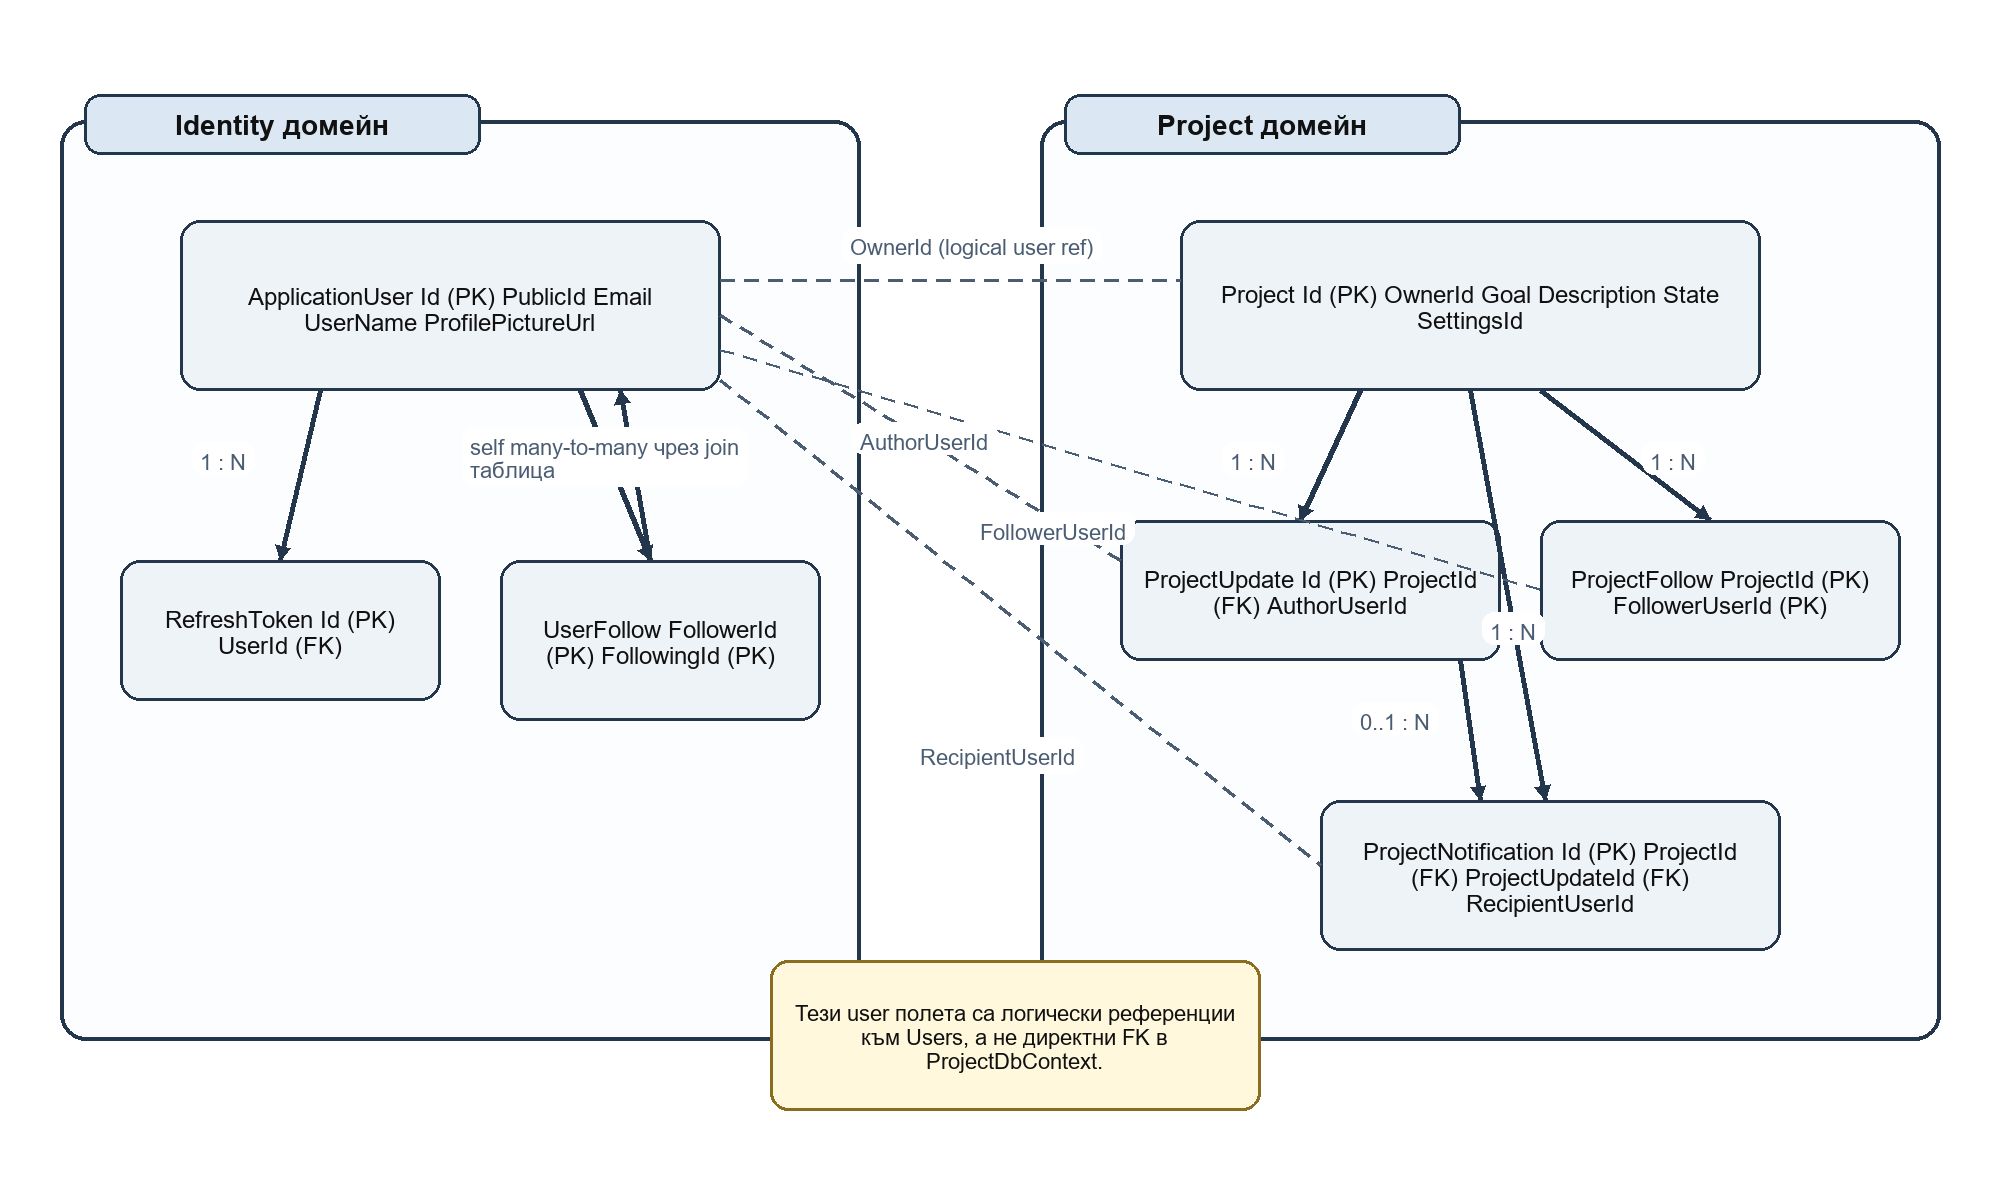 Identity домейн
Project домейн
OwnerId (logical user ref)
ApplicationUser Id (PK) PublicId Email
UserName ProfilePictureUrl
Project Id (PK) OwnerId Goal Description State
SettingsId
1 : N
self many-to-many чрез join
таблица
AuthorUserId
1 : N
1 : N
FollowerUserId
RefreshToken Id (PK)
UserId (FK)
UserFollow FollowerId
(PK) FollowingId (PK)
ProjectUpdate Id (PK) ProjectId
(FK) AuthorUserId
ProjectFollow ProjectId (PK)
FollowerUserId (PK)
1 : N
0..1 : N
RecipientUserId
ProjectNotification Id (PK) ProjectId
(FK) ProjectUpdateId (FK)
RecipientUserId
Тези user полета са логически референции
към Users, а не директни FK в
ProjectDbContext.